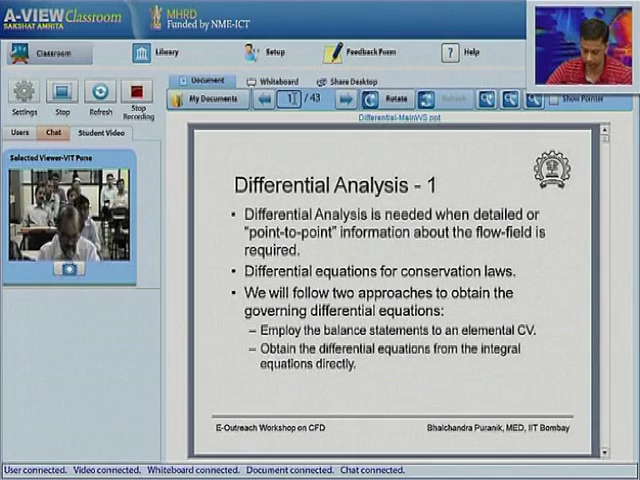 A-VIEW Classroom
SAKSHAT AMRITA
MHRD
Funded by NME-ICT
Classroom
Library
Setup
Feedback Form
Help
Settings
Stop
Refresh
Stop Recording
Document
Whiteboard
Share Desktop
My Documents
1 / 43
Rotate
Refresh
Show Pointer
Users
Chat
Student Video
Differential-MainWS.ppt
Selected Viewer-VIT Pune
Differential Analysis - 1
• Differential Analysis is needed when detailed or
"point-to-point" information about the flow-field is
required.
• Differential equations for conservation laws.
• We will follow two approaches to obtain the
governing differential equations:
– Employ the balance statements to an elemental CV.
– Obtain the differential equations from the integral
equations directly.
E-Outreach Workshop on CFD
Bhalchandra Puranik, MED, IIT Bombay
User connected. Video connected. Whiteboard connected. Document connected. Chat connected.